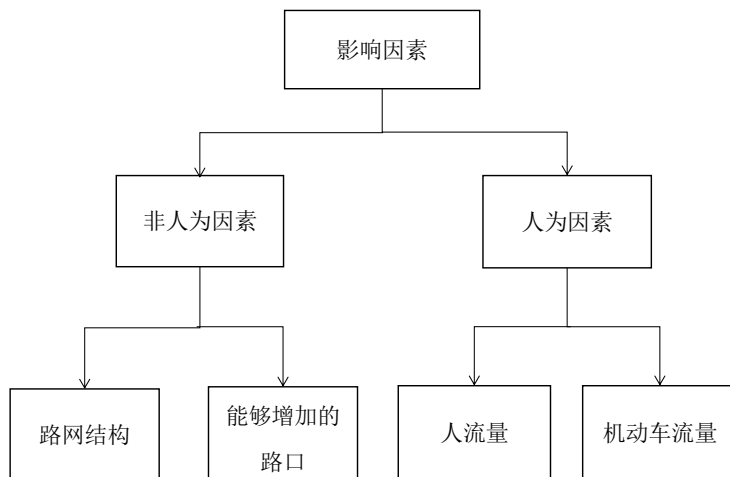 影响因素
非人为因素
人为因素
路网结构
能够增加的
路口
人流量
机动车流量